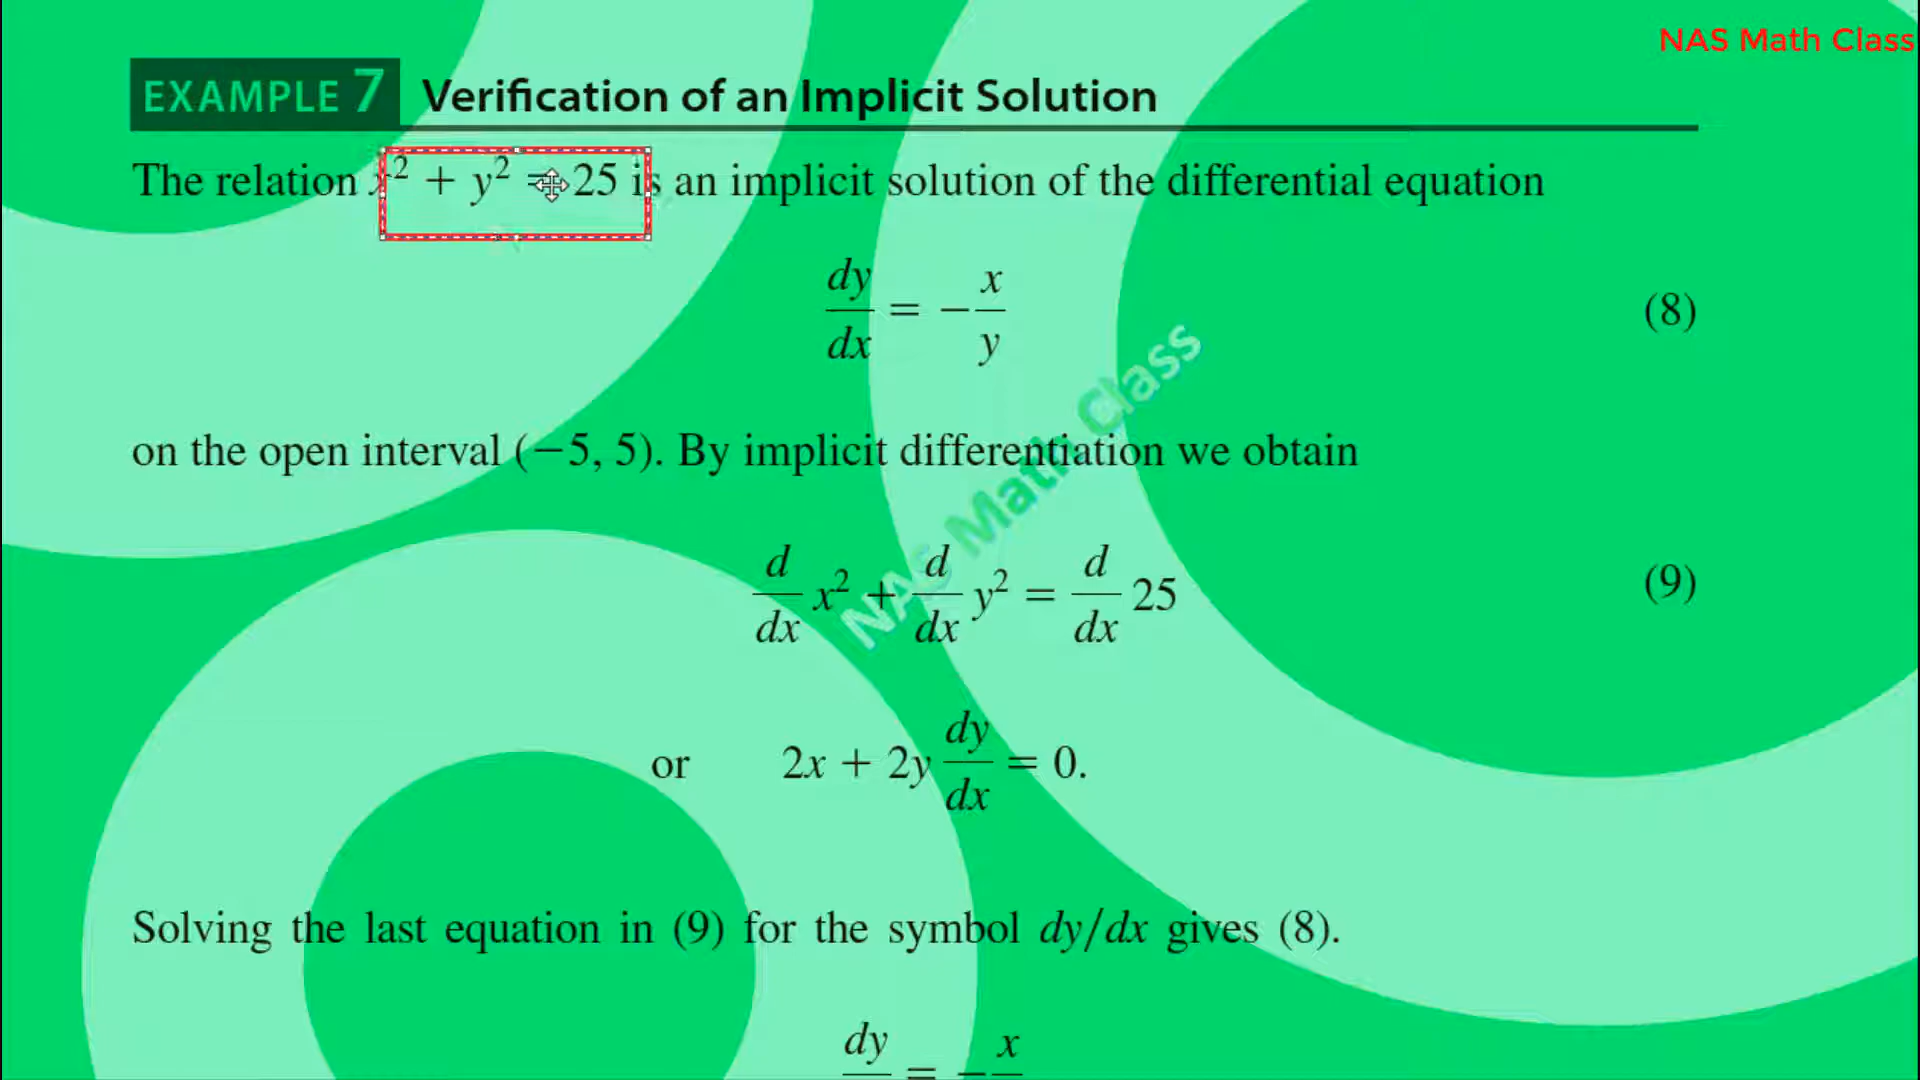 NAS Math Class
EXAMPLE 7 Verification of an Implicit Solution
The relation x² + y² = 25 is an implicit solution of the differential equation
dy/dx = −x/y (8)
on the open interval (−5, 5). By implicit differentiation we obtain
d/dx x² + d/dx y² = d/dx 25 (9)
or 2x + 2y dy/dx = 0.
Solving the last equation in (9) for the symbol dy/dx gives (8).
dy = − x
NAS Math Class